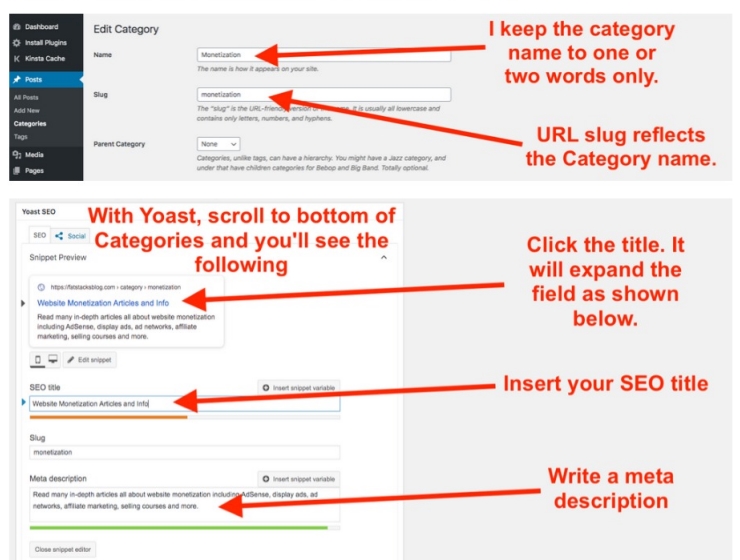 Dashboard
Install Plugins
Kinsta Cache
Posts
All Posts
Add New
Categories
Tags
Media
Pages
Edit Category
Name
Monetization
The name is how it appears on your site.
Slug
monetization
The "slug" is the URL-friendly version of the name. It is usually all lowercase and
contains only letters, numbers, and hyphens.
Parent Category
None
Categories, unlike tags, can have a hierarchy. You might have a Jazz category, and
under that have children categories for Bebop and Big Band. Totally optional.
I keep the category
name to one or
two words only.
URL slug reflects
the Category name.
Yoast SEO
With Yoast, scroll to bottom of
Categories and you'll see the
following
SEO
Social
Snippet Preview
https://fatstacksblog.com › category › monetization
Website Monetization Articles and Info
Read many in-depth articles all about website monetization
including AdSense, display ads, ad networks, affiliate
marketing, selling courses and more.
Edit snippet
Click the title. It
will expand the
field as shown
below.
SEO title
Insert snippet variable
Website Monetization Articles and Info
Insert your SEO title
Slug
monetization
Meta description
Insert snippet variable
Read many in-depth articles all about website monetization including AdSense, display ads, ad
networks, affiliate marketing, selling courses and more.
Write a meta
description
Close snippet editor